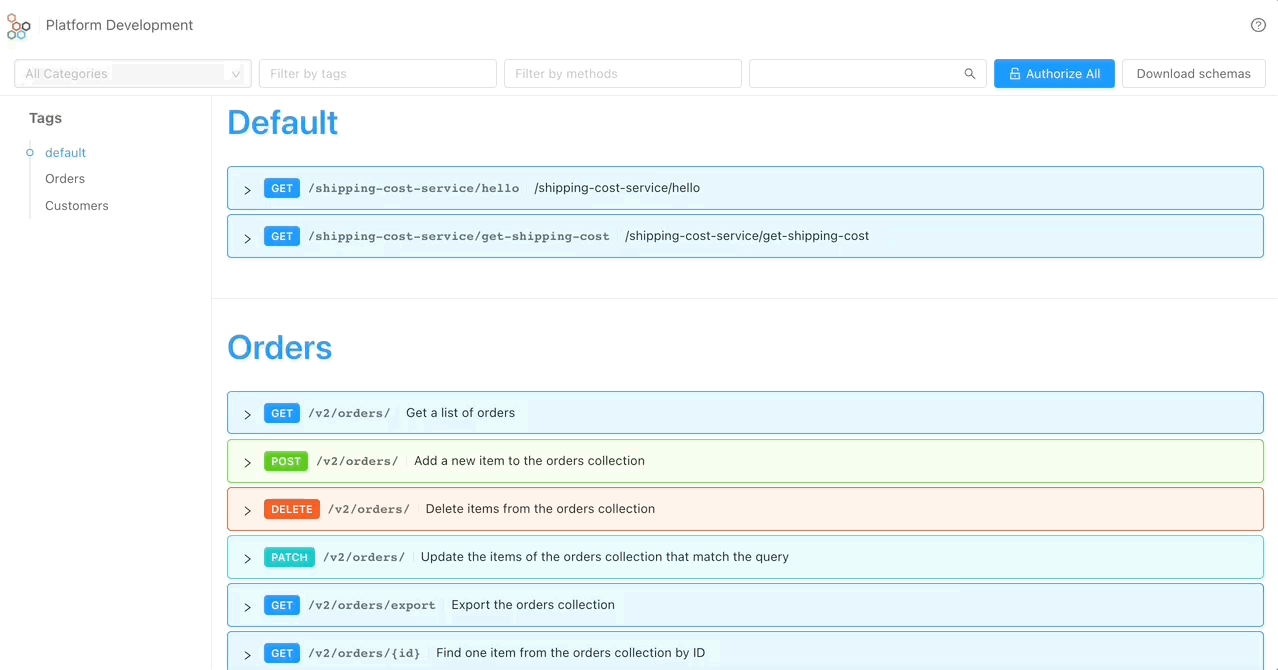 Platform Development
All Categories
Filter by tags
Filter by methods
Authorize All
Download schemas
Tags
default
Orders
Customers
Default
GET /shipping-cost-service/hello /shipping-cost-service/hello
GET /shipping-cost-service/get-shipping-cost /shipping-cost-service/get-shipping-cost
Orders
GET /v2/orders/ Get a list of orders
POST /v2/orders/ Add a new item to the orders collection
DELETE /v2/orders/ Delete items from the orders collection
PATCH /v2/orders/ Update the items of the orders collection that match the query
GET /v2/orders/export Export the orders collection
GET /v2/orders/{id} Find one item from the orders collection by ID